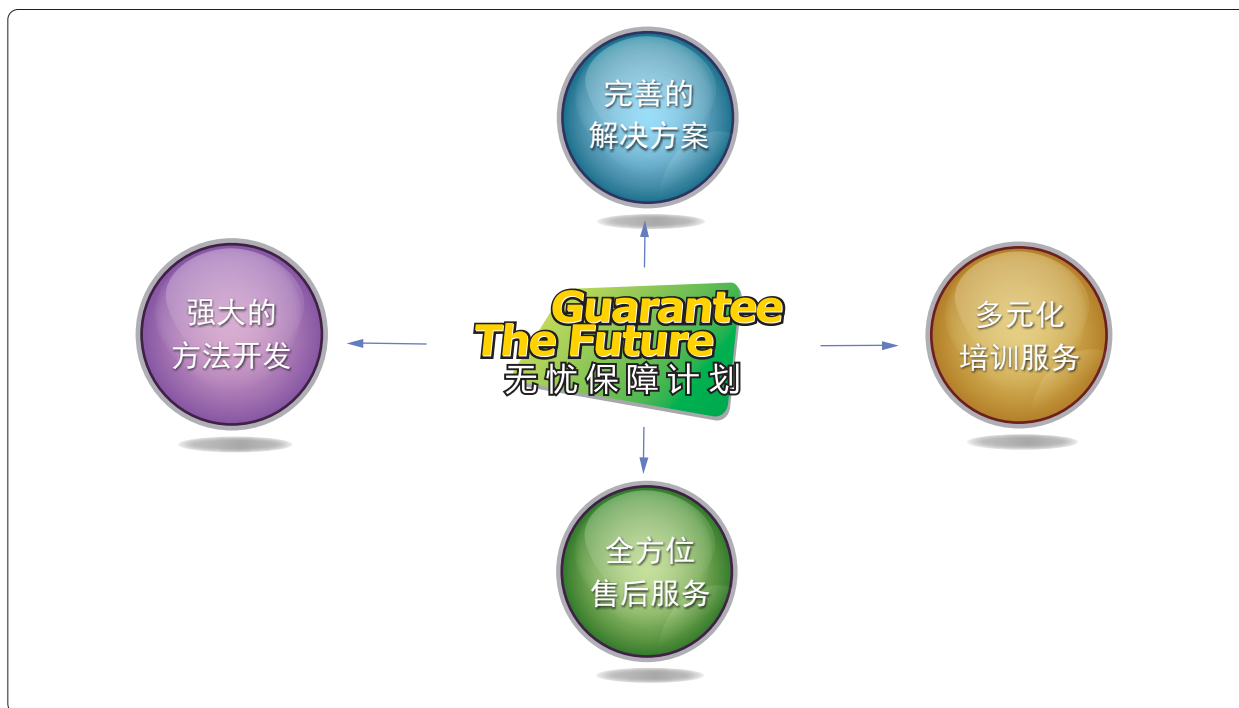 完善的
解决方案
强大的
方法开发
Guarantee
The Future
无忧保障计划
多元化
培训服务
全方位
售后服务